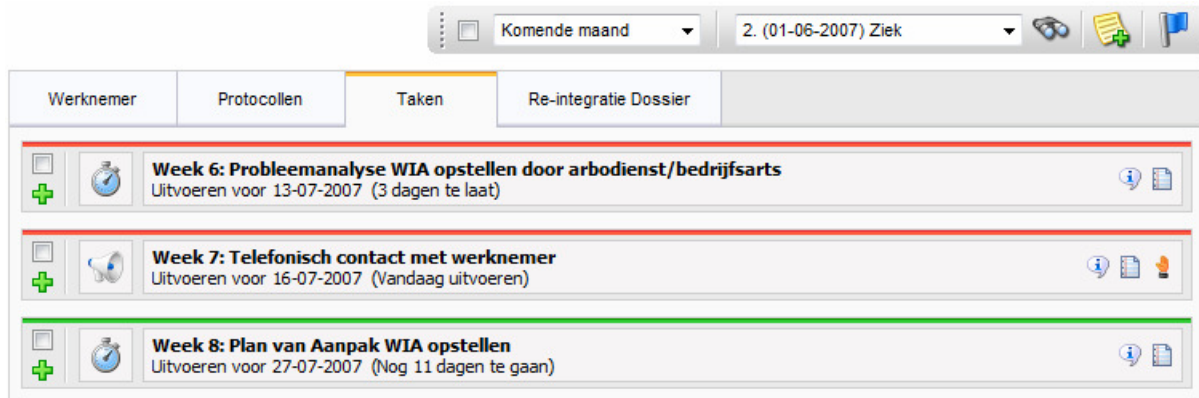 Komende maand
2. (01-06-2007) Ziek
Werknemer
Protocollen
Taken
Re-integratie Dossier
Week 6: Probleemanalyse WIA opstellen door arbodienst/bedrijfsarts
Uitvoeren voor 13-07-2007 (3 dagen te laat)
Week 7: Telefonisch contact met werknemer
Uitvoeren voor 16-07-2007 (Vandaag uitvoeren)
Week 8: Plan van Aanpak WIA opstellen
Uitvoeren voor 27-07-2007 (Nog 11 dagen te gaan)